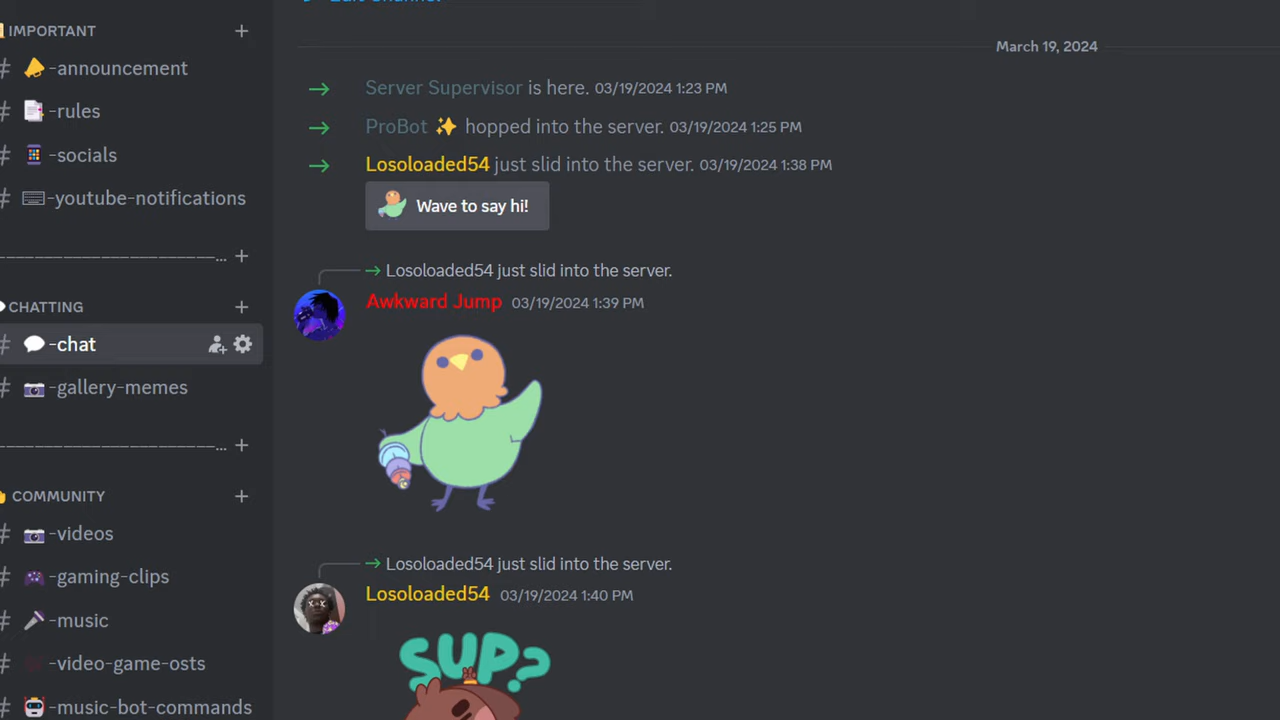 IMPORTANT
-announcement
-rules
-socials
-youtube-notifications
CHATTING
-chat
-gallery-memes
COMMUNITY
-videos
-gaming-clips
-music
-video-game-osts
-music-bot-commands
Edit Channel
March 19, 2024
Server Supervisor is here. 03/19/2024 1:23 PM
ProBot ✨ hopped into the server. 03/19/2024 1:25 PM
Losoloaded54 just slid into the server. 03/19/2024 1:38 PM
Wave to say hi!
Losoloaded54 just slid into the server.
Awkward Jump 03/19/2024 1:39 PM
Losoloaded54 just slid into the server.
Losoloaded54 03/19/2024 1:40 PM
SUP?